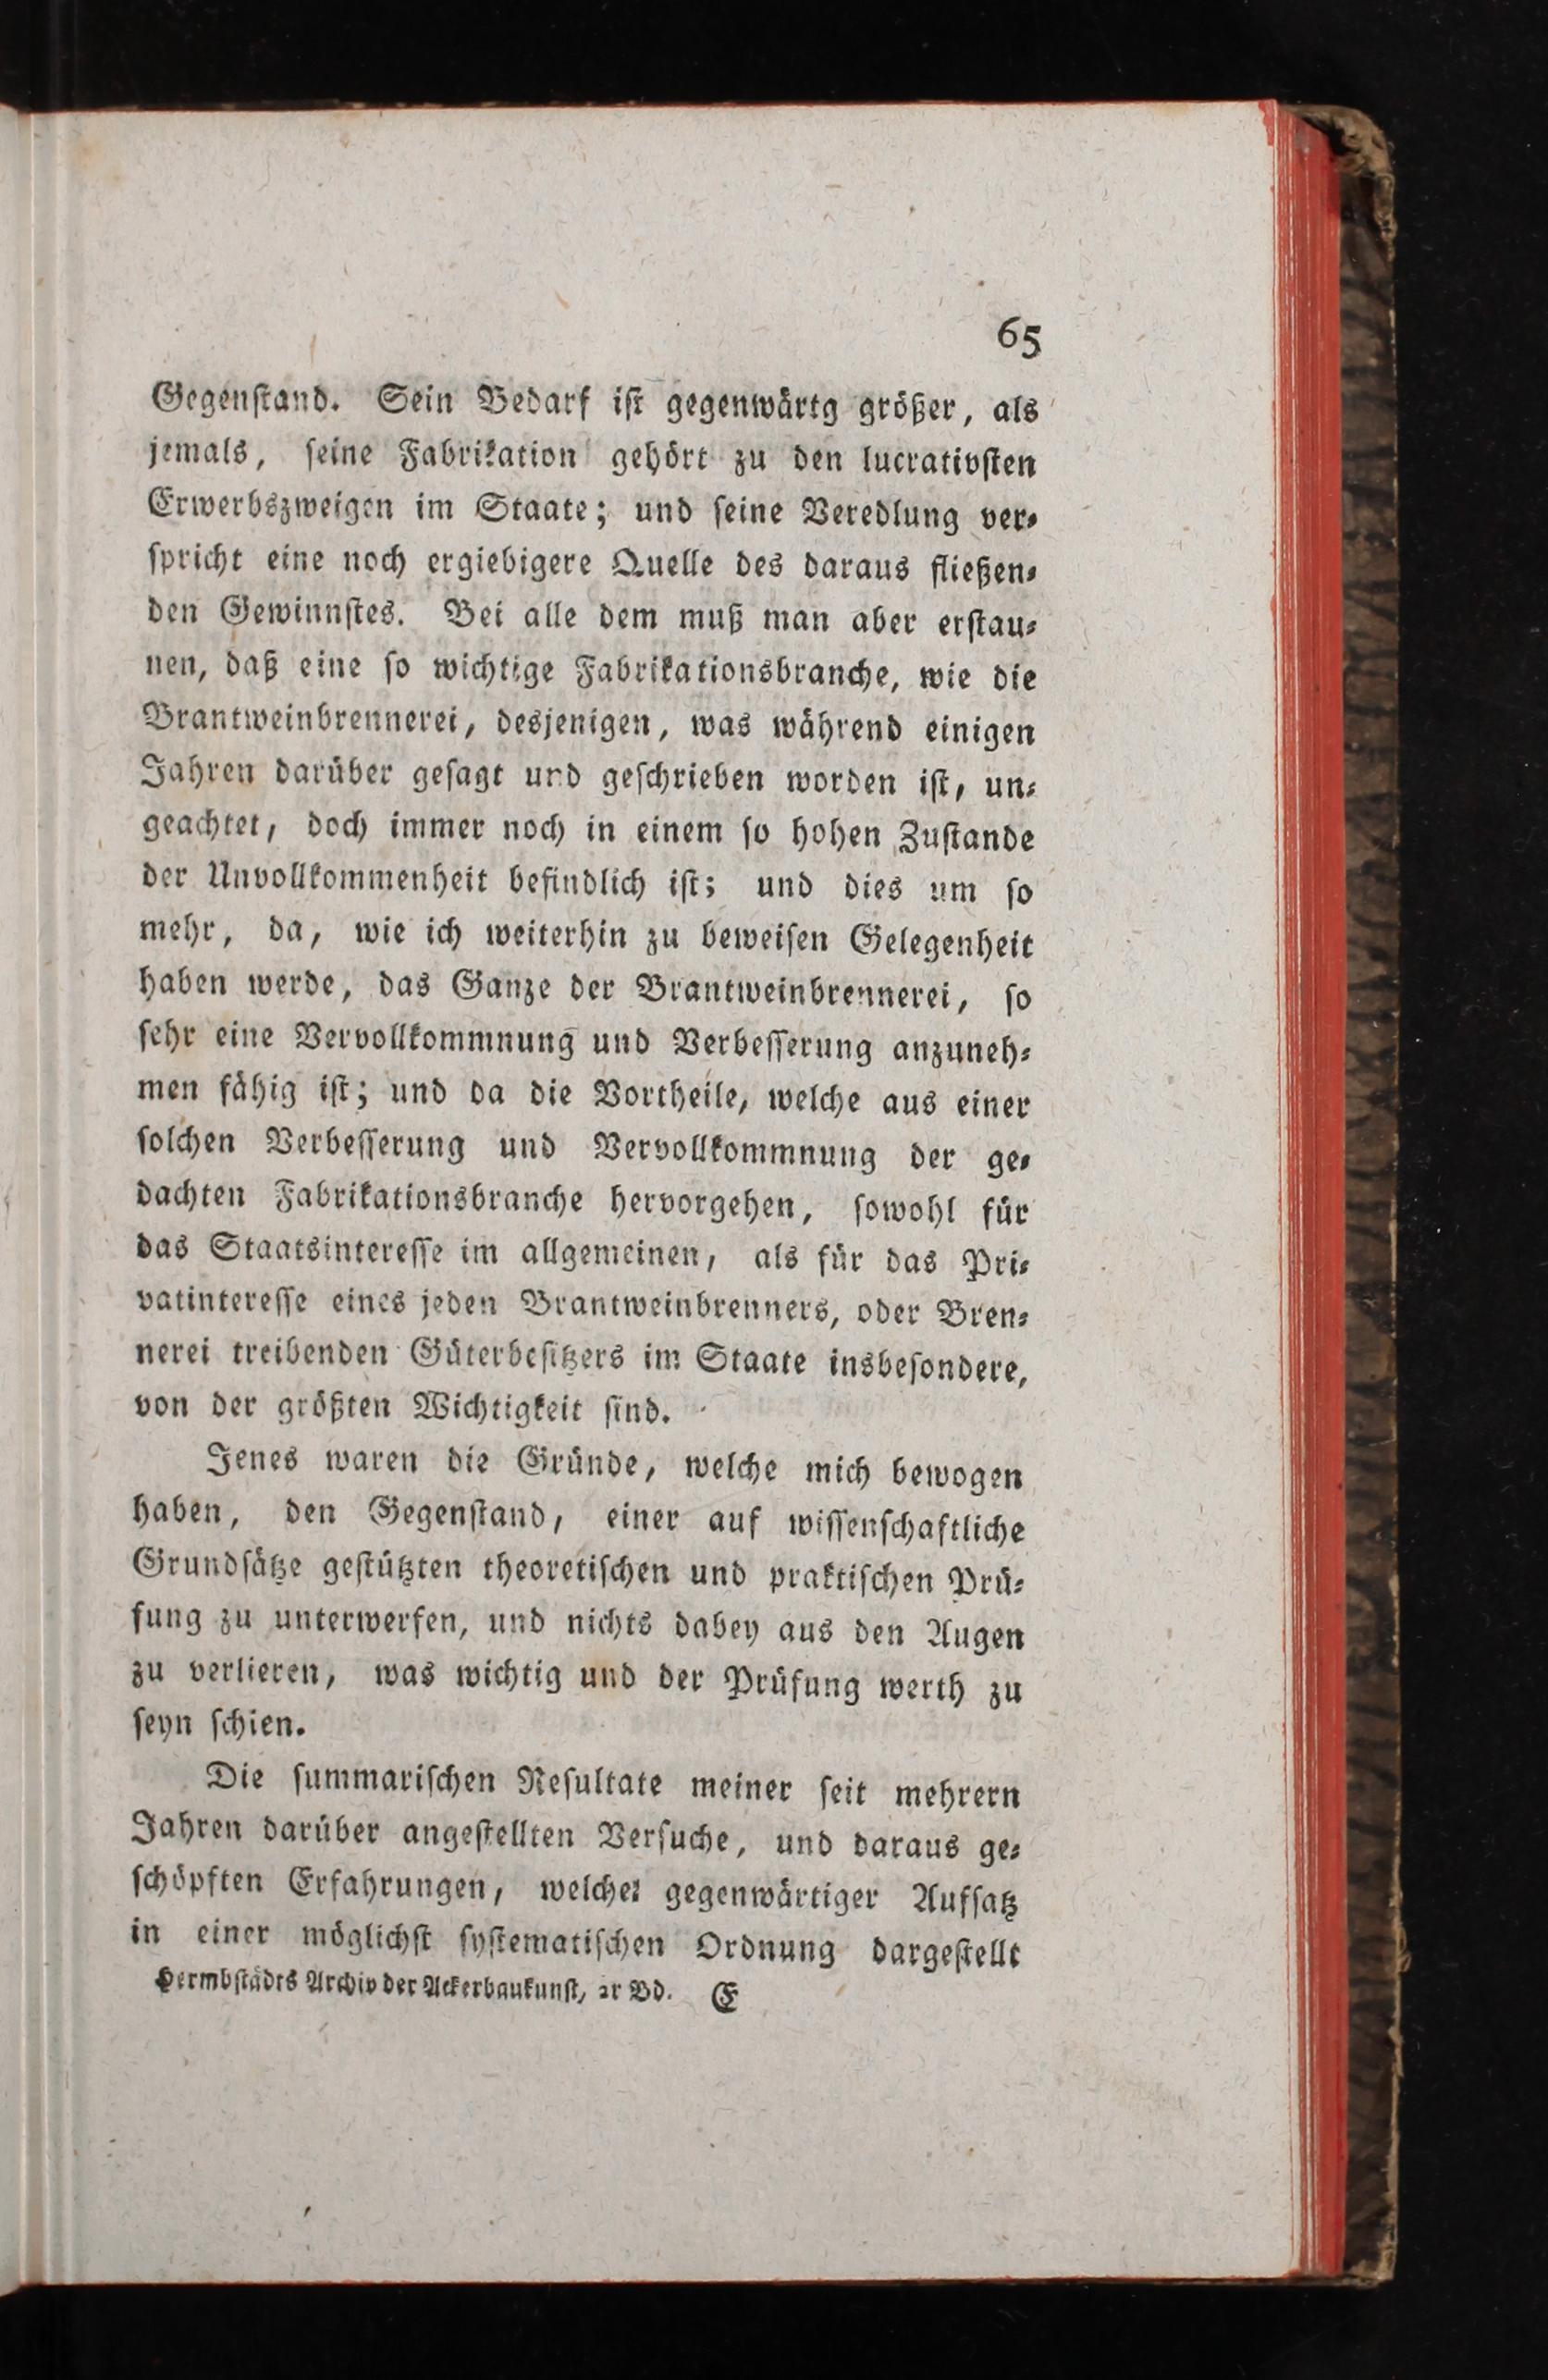 65
Gegenſtand. Sein Bedarf iſt gegenwärtg größer, als
jemals, ſeine Fabrikation gehört zu den lucrativſten
Erwerbszweigen im Staate; und ſeine Veredlung ver⸗
ſpricht eine noch ergiebigere Quelle des daraus fließen⸗
den Gewinnſtes. Bei alle dem muß man aber erſtau⸗
nen, daß eine ſo wichtige Fabrikationsbranche, wie die
Brantweinbrennerei, desjenigen, was während einigen
Jahren darüber geſagt und geſchrieben worden iſt, un⸗
geachtet, doch immer noch in einem ſo hohen Zuſtande
der Unvollkommenheit befindlich iſt; und dies um ſo
mehr, da, wie ich weiterhin zu beweiſen Gelegenheit
haben werde, das Ganze der Brantweinbrennerei, ſo
ſehr eine Vervollkommnung und Verbeſſerung anzuneh⸗
men fähig iſt; und da die Vortheile, welche aus einer
ſolchen Verbeſſerung und Vervollkommnung der ge⸗
dachten Fabrikationsbranche hervorgehen, ſowohl für
das Staatsintereſſe im allgemeinen, als für das Pri⸗
vatintereſſe eines jeden Brantweinbrenners, oder Bren⸗
nerei treibenden Güterbeſitzers im Staate insbeſondere,
von der größten Wichtigkeit ſind.
Jenes waren die Gründe, welche mich bewogen
haben, den Gegenſtand, einer auf wiſſenſchaftliche
Grundſätze geſtützten theoretiſchen und praktiſchen Prü⸗
fung zu unterwerfen, und nichts dabey aus den Augen
zu verlieren, was wichtig und der Prüfung werth zu
ſeyn ſchien.
Die ſummariſchen Reſultate meiner ſeit mehrern
Jahren darüber angeſtellten Verſuche, und daraus ge⸗
ſchöpften Erfahrungen, welche gegenwärtiger Aufſatz
in einer möglichſt ſyſtematiſchen Ordnung dargeſtellt
Hermbſtädts Archiv der Ackerbaukunſt, 2r Bd. E